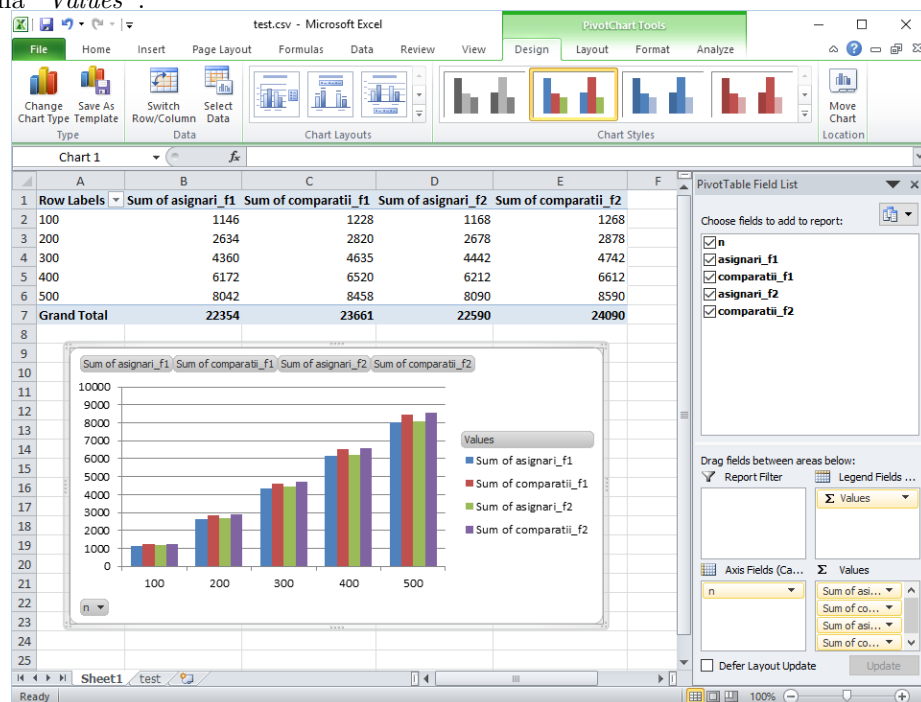 "Values".
test.csv - Microsoft Excel
PivotChart Tools
File Home Insert Page Layout Formulas Data Review View Design Layout Format Analyze
Change Chart Type
Save As Template
Switch Row/Column
Select Data
Move Chart
Type Data Chart Layouts Chart Styles Location
Chart 1 fx
A B C D E F
1 Row Labels Sum of asignari_f1 Sum of comparatii_f1 Sum of asignari_f2 Sum of comparatii_f2
2 100 1146 1228 1168 1268
3 200 2634 2820 2678 2878
4 300 4360 4635 4442 4742
5 400 6172 6520 6212 6612
6 500 8042 8458 8090 8590
7 Grand Total 22354 23661 22590 24090
8
9
10
11
12
13
14
15
16
17
18
19
20
21
22
23
24
25
Sum of asignari_f1 Sum of comparatii_f1 Sum of asignari_f2 Sum of comparatii_f2
10000
9000
8000
7000
6000
5000
4000
3000
2000
1000
0
100 200 300 400 500
n
Values
Sum of asignari_f1
Sum of comparatii_f1
Sum of asignari_f2
Sum of comparatii_f2
PivotTable Field List
Choose fields to add to report:
n
asignari_f1
comparatii_f1
asignari_f2
comparatii_f2
Drag fields between areas below:
Report Filter Legend Fields ...
Σ Values
Axis Fields (Ca... Σ Values
n
Sum of asi...
Sum of co...
Sum of asi...
Sum of co...
Defer Layout Update Update
Sheet1 test
Ready 100%